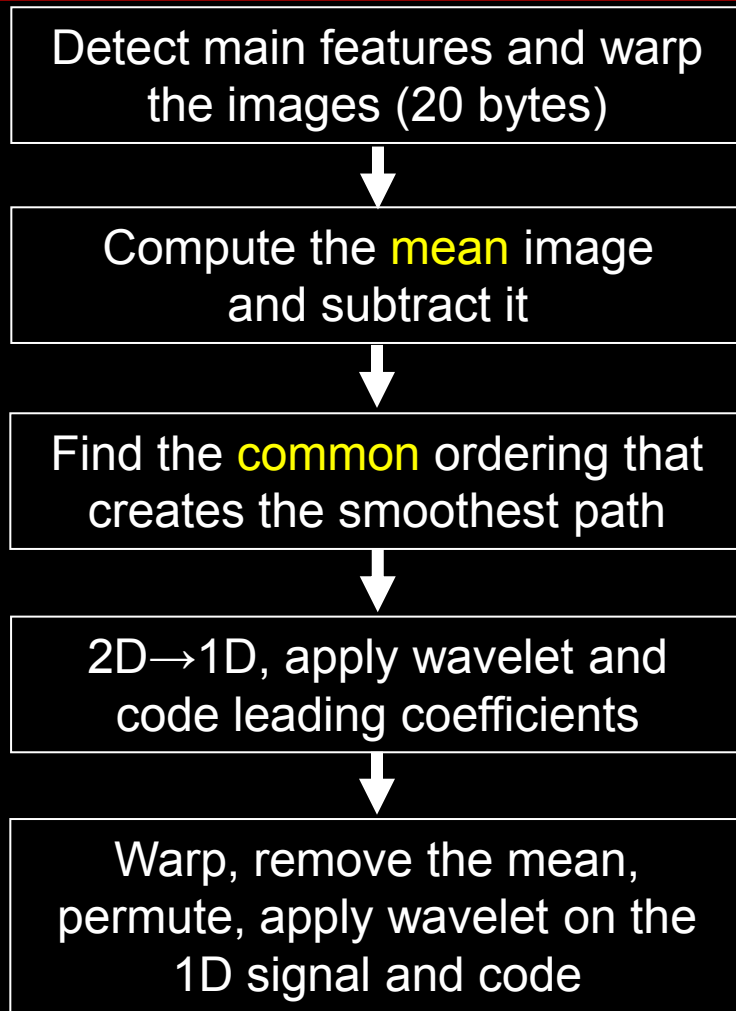 Detect main features and warp
the images (20 bytes)
Compute the mean image
and subtract it
Find the common ordering that
creates the smoothest path
2D→1D, apply wavelet and
code leading coefficients
Warp, remove the mean,
permute, apply wavelet on the
1D signal and code